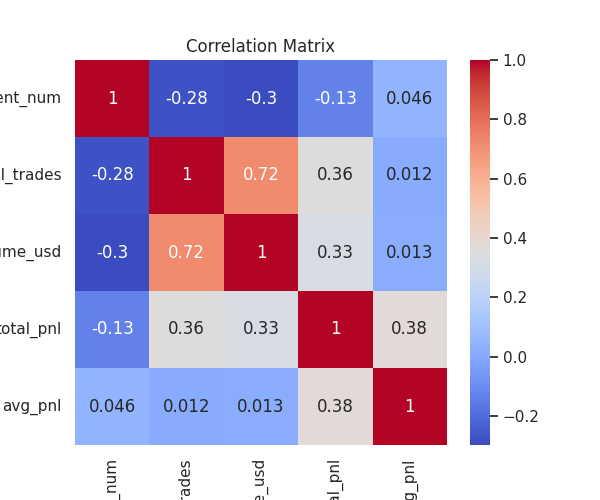 Correlation Matrix
ent_num 1 -0.28 -0.3 -0.13 0.046
l_trades -0.28 1 0.72 0.36 0.012
ume_usd -0.3 0.72 1 0.33 0.013
total_pnl -0.13 0.36 0.33 1 0.38
avg_pnl 0.046 0.012 0.013 0.38 1
_num
rades
e_usd
al_pnl
g_pnl
1.0
0.8
0.6
0.4
0.2
0.0
−0.2